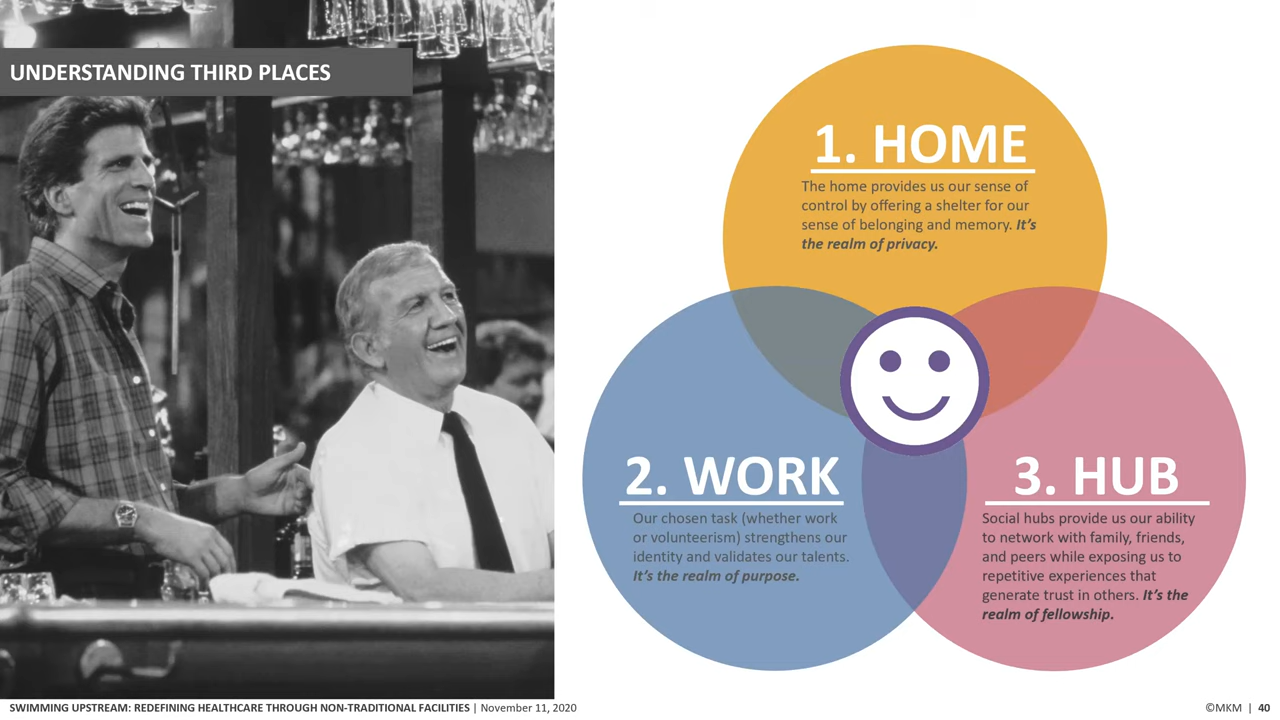 UNDERSTANDING THIRD PLACES
1. HOME
The home provides us our sense of
control by offering a shelter for our
sense of belonging and memory. It’s
the realm of privacy.
2. WORK
Our chosen task (whether work
or volunteerism) strengthens our
identity and validates our talents.
It’s the realm of purpose.
3. HUB
Social hubs provide us our ability
to network with family, friends,
and peers while exposing us to
repetitive experiences that
generate trust in others. It’s the
realm of fellowship.
SWIMMING UPSTREAM: REDEFINING HEALTHCARE THROUGH NON-TRADITIONAL FACILITIES | November 11, 2020
©MKM | 40